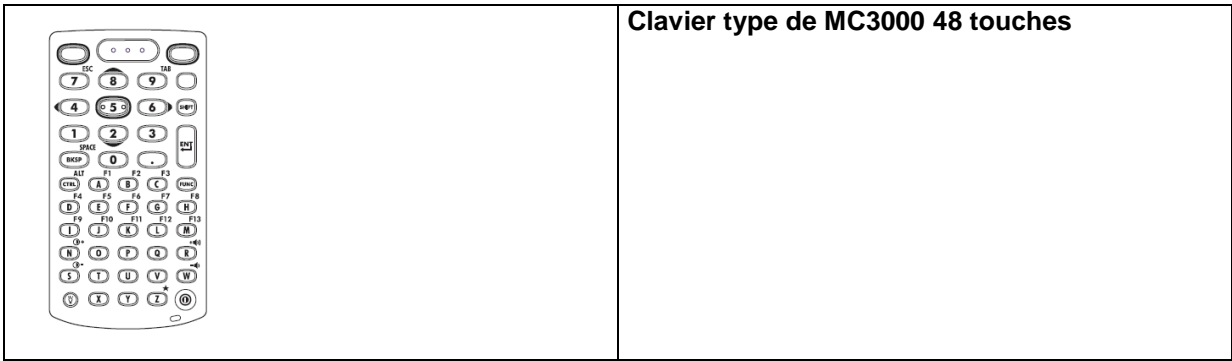 Clavier type de MC3000 48 touches
ESC TAB
7 8 9
4 5 6 SHIFT
1 2 3
SPACE ENT
BKSP 0 .
ALT F1 F2 F3
CTRL A B C FUNC
F4 F5 F6 F7 F8
D E F G H
F9 F10 F11 F12 F13
I J K L M
N O P Q R
S T U V W
X Y Z